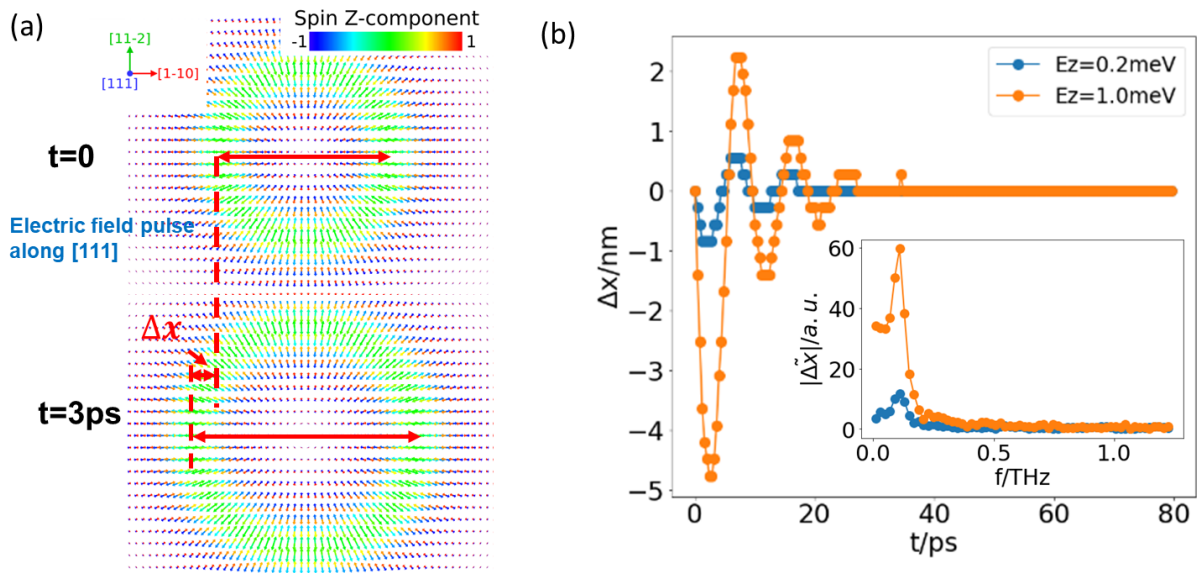 (a)
Spin Z-component
-1
1
[11-2]
[111]
[1-10]
t=0
Electric field pulse
along [111]
Δx
t=3ps
(b)
Ez=0.2meV
Ez=1.0meV
2
1
0
−1
−2
−3
−4
−5
Δx/nm
0
20
40
60
80
t/ps
60
40
20
0
|Δx̃|/a. u.
0.0
0.5
1.0
f/THz